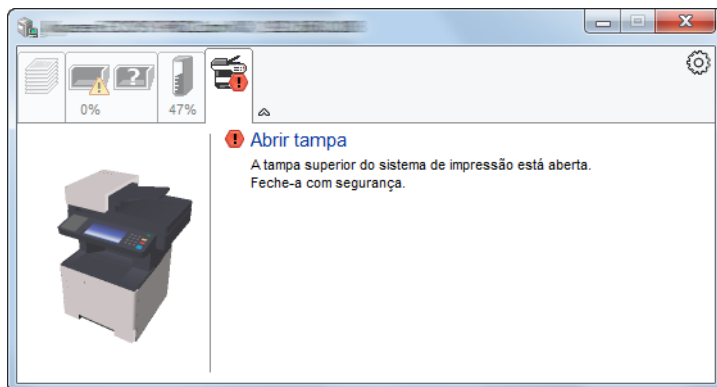 0%
47%
Abrir tampa
A tampa superior do sistema de impressão está aberta.
Feche-a com segurança.